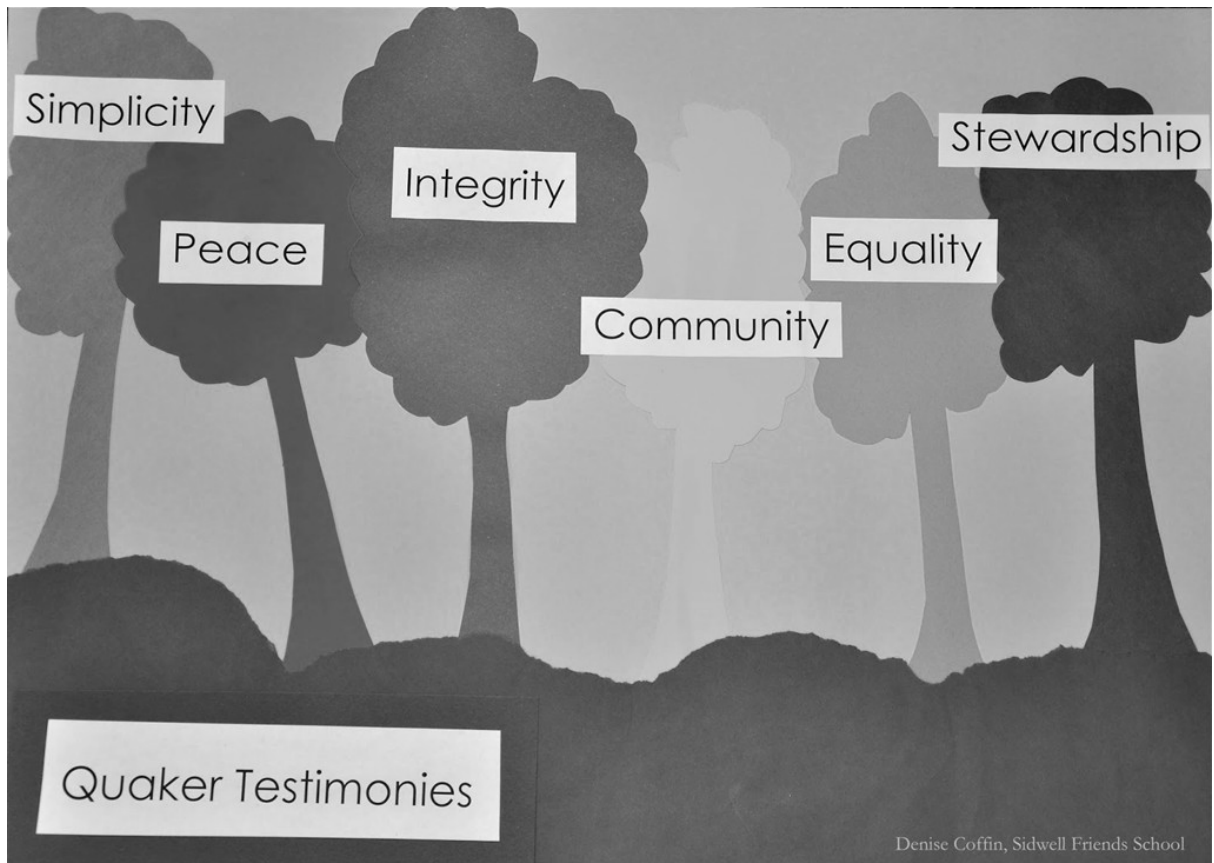 Simplicity
Peace
Integrity
Community
Equality
Stewardship
Quaker Testimonies
Denise Coffin, Sidwell Friends School